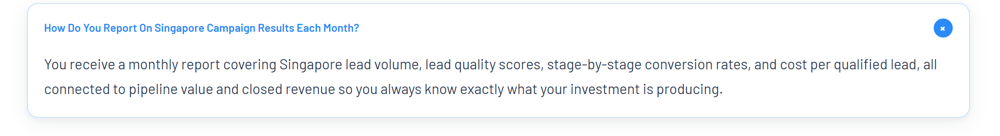 How Do You Report On Singapore Campaign Results Each Month?
You receive a monthly report covering Singapore lead volume, lead quality scores, stage-by-stage conversion rates, and cost per qualified lead, all
connected to pipeline value and closed revenue so you always know exactly what your investment is producing.